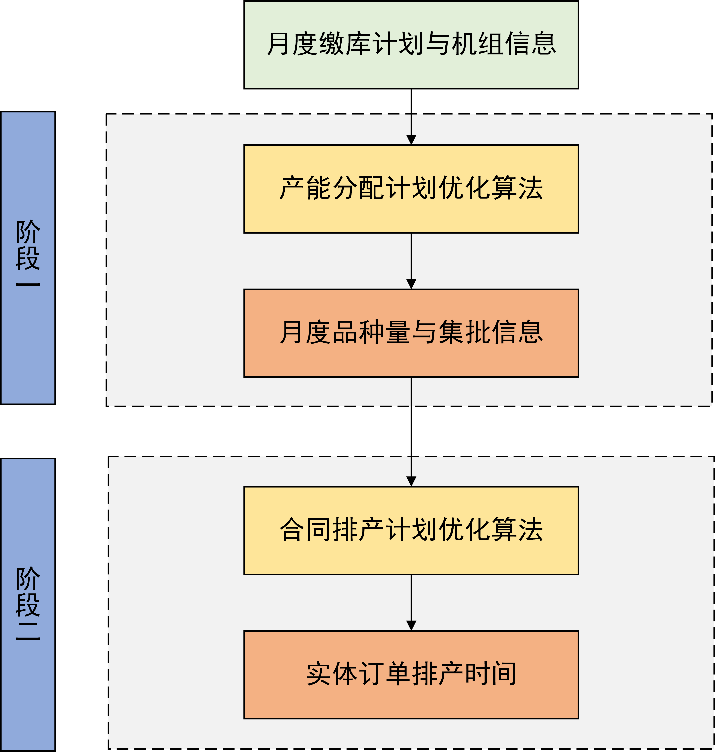 月度缴库计划与机组信息
阶段一
产能分配计划优化算法
月度品种量与集批信息
阶段二
合同排产计划优化算法
实体订单排产时间